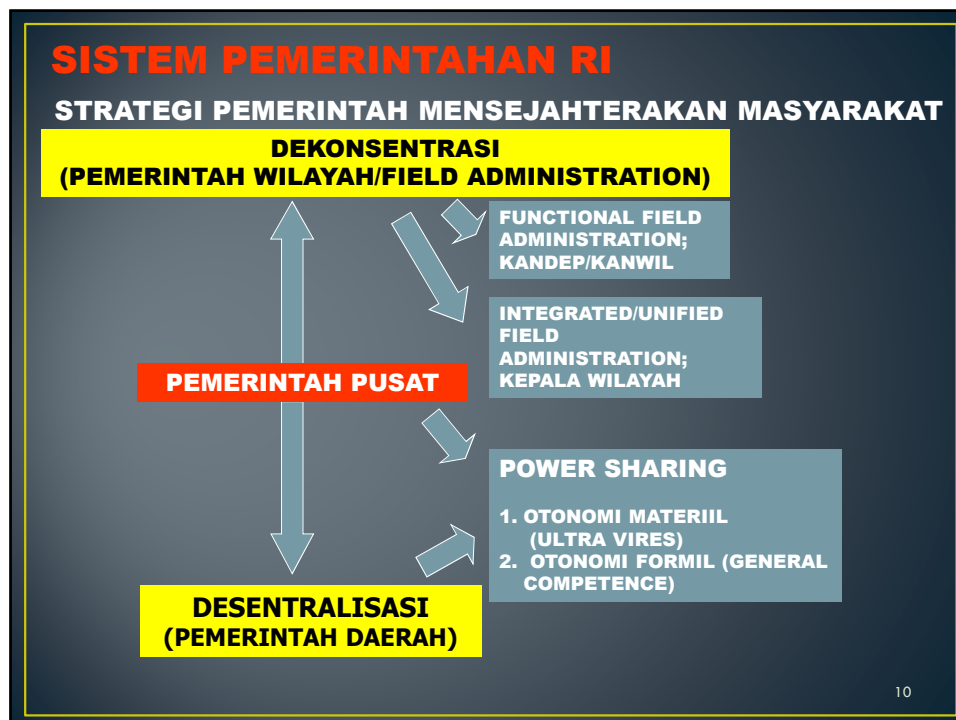 SISTEM PEMERINTAHAN RI
STRATEGI PEMERINTAH MENSEJAHTERAKAN MASYARAKAT
DEKONSENTRASI
(PEMERINTAH WILAYAH/FIELD ADMINISTRATION)
FUNCTIONAL FIELD
ADMINISTRATION;
KANDEP/KANWIL
INTEGRATED/UNIFIED
FIELD
ADMINISTRATION;
KEPALA WILAYAH
PEMERINTAH PUSAT
POWER SHARING
1. OTONOMI MATERIIL
(ULTRA VIRES)
2. OTONOMI FORMIL (GENERAL
COMPETENCE)
DESENTRALISASI
(PEMERINTAH DAERAH)
10